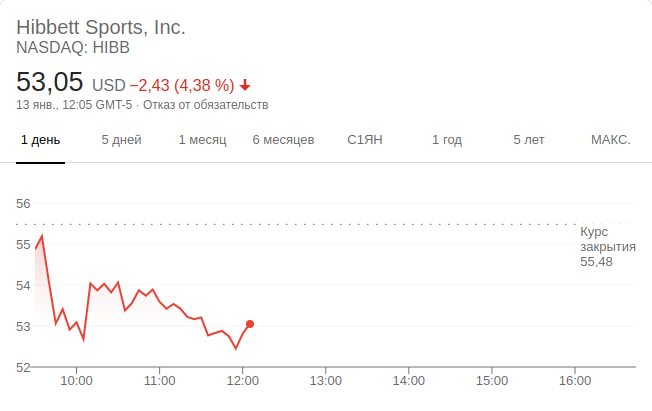 Hibbett Sports, Inc.
NASDAQ: HIBB
53,05 USD −2,43 (4,38 %)
13 янв., 12:05 GMT-5 · Отказ от обязательств
1 день 5 дней 1 месяц 6 месяцев С1ЯН 1 год 5 лет МАКС.
56
Курс
55 закрытия
55,48
54
53
52
10:00 11:00 12:00 13:00 14:00 15:00 16:00